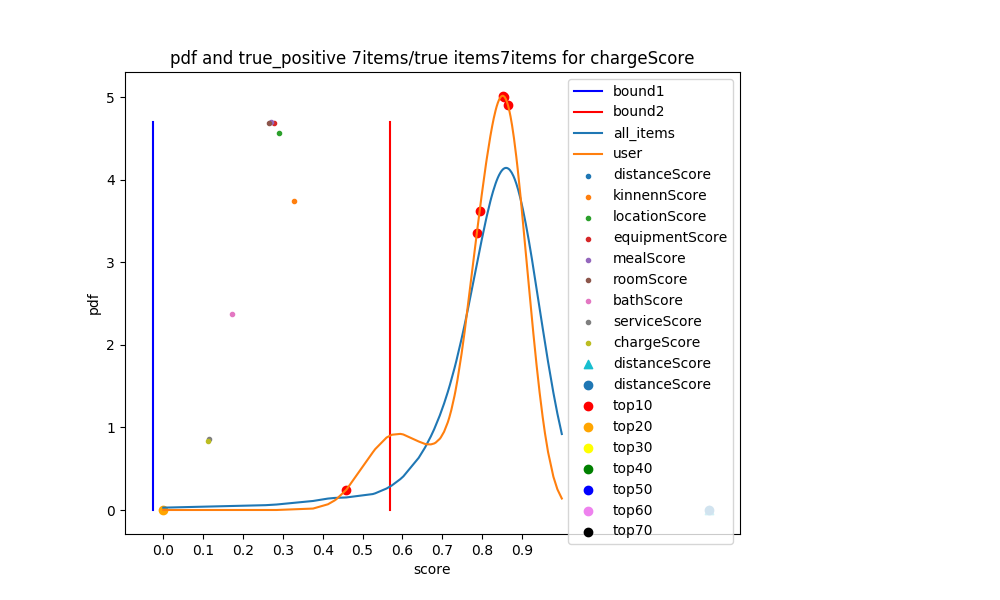 pdf and true_positive 7items/true items7items for chargeScore
pdf
5
4
3
2
1
0
0.0 0.1 0.2 0.3 0.4 0.5 0.6 0.7 0.8 0.9
score
bound1
bound2
all_items
user
distanceScore
kinnennScore
locationScore
equipmentScore
mealScore
roomScore
bathScore
serviceScore
chargeScore
distanceScore
distanceScore
top10
top20
top30
top40
top50
top60
top70